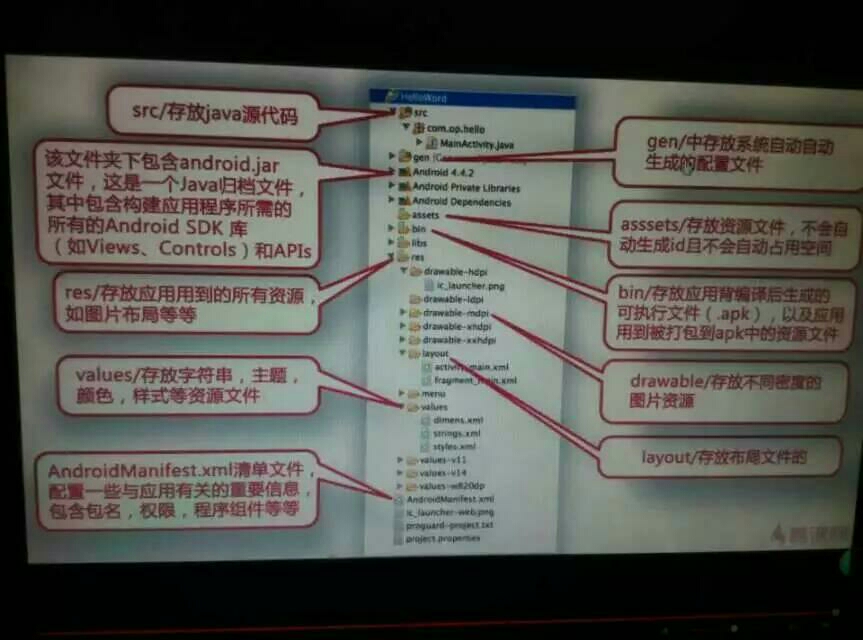 HelloWord
src
com.op.hello
MainActivity.java
gen
Android 4.4.2
Android Private Libraries
Android Dependencies
assets
bin
libs
res
drawable-hdpi
ic_launcher.png
drawable-ldpi
drawable-mdpi
drawable-xhdpi
drawable-xxhdpi
layout
activity_main.xml
fragment_main.xml
menu
values
dimens.xml
strings.xml
styles.xml
values-v11
values-v14
values-w820dp
AndroidManifest.xml
ic_launcher-web.png
proguard-project.txt
project.properties
src/存放java源代码
该文件夹下包含android.jar
文件，这是一个Java归档文件，
其中包含构建应用程序所需的
所有的Android SDK 库
（如Views、Controls）和APIs
res/存放应用用到的所有资源，
如图片布局等等
values/存放字符串，主题，
颜色，样式等资源文件
AndroidManifest.xml清单文件，
配置一些与应用有关的重要信息，
包含包名，权限，程序组件等等
gen/中存放系统自动自动
生成的配置文件
asssets/存放资源文件，不会自
动生成id且不会自动占用空间
bin/存放应用背编译后生成的
可执行文件（.apk），以及应用
用到被打包到apk中的资源文件
drawable/存放不同密度的
图片资源
layout/存放布局文件的